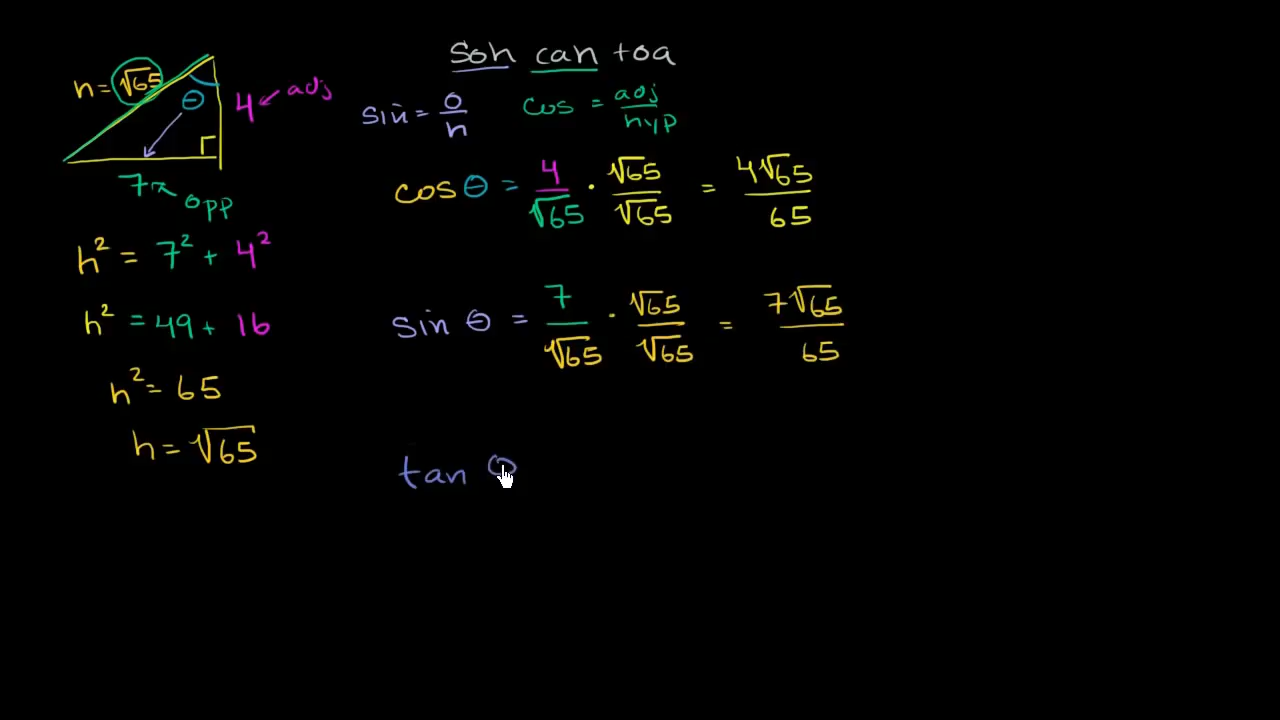 Soh cah toa
h = √65
θ
4 ← adj
7 ← opp
sin = o/h
cos = adj/hyp
cos θ = 4/√65 · √65/√65 = 4√65/65
h² = 7² + 4²
h² = 49 + 16
sin θ = 7/√65 · √65/√65 = 7√65/65
h² = 65
h = √65
tan θ